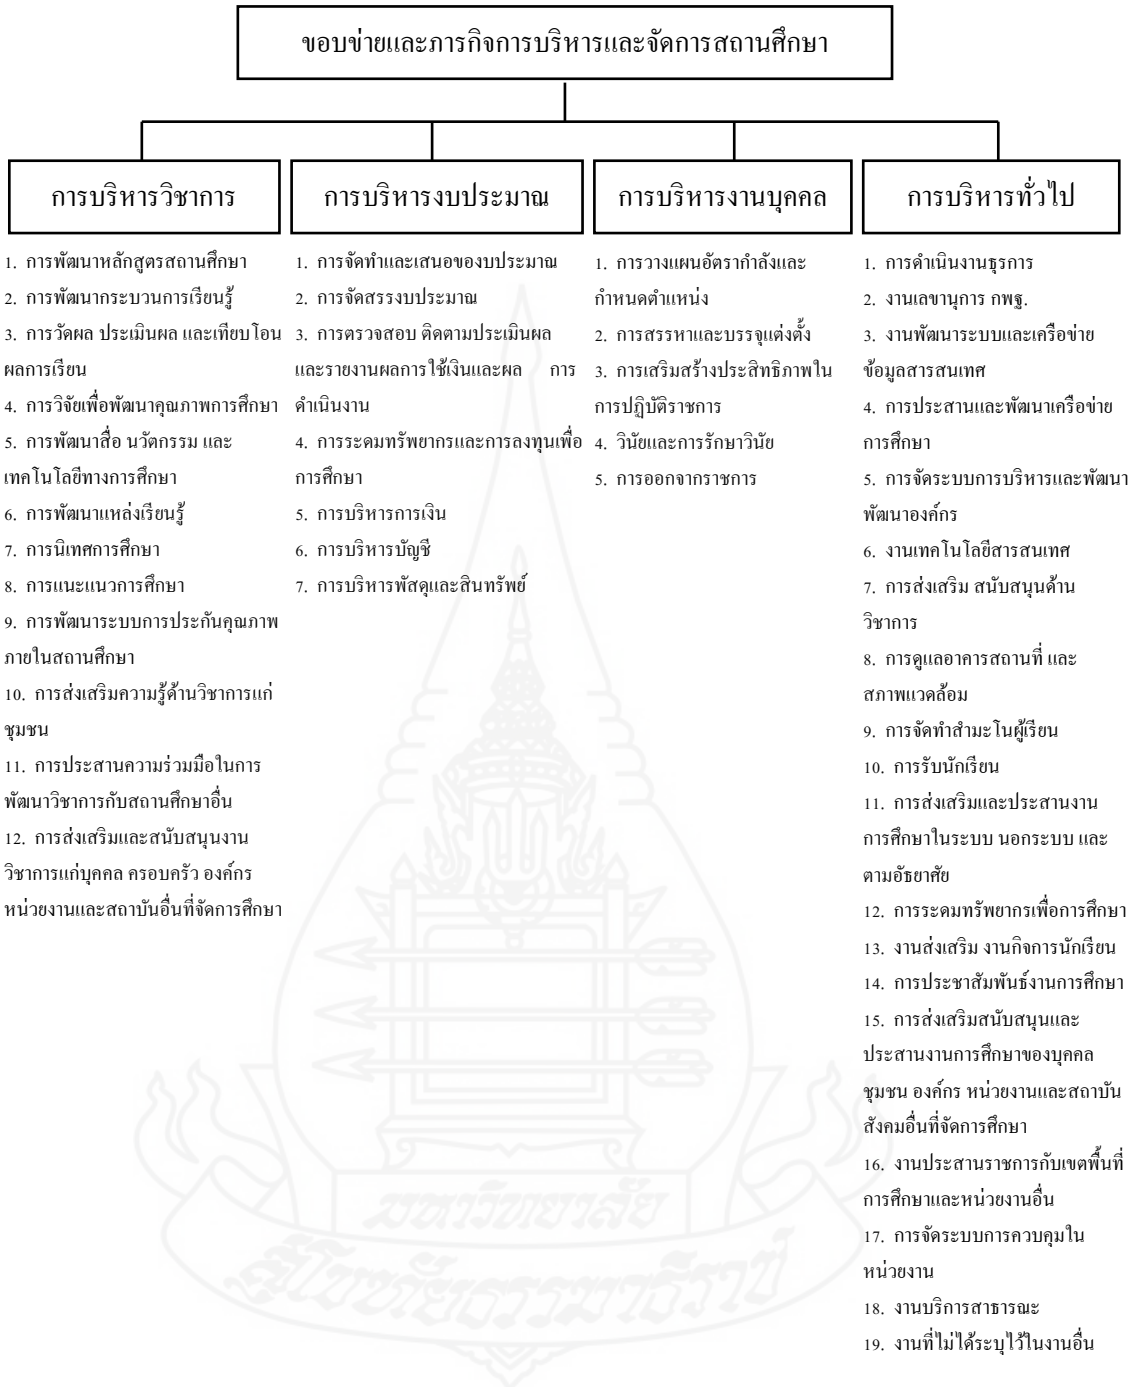 ขอบข่ายและภารกิจการบริหารและจัดการสถานศึกษา
การบริหารวิชาการ
1. การพัฒนาหลักสูตรสถานศึกษา
2. การพัฒนากระบวนการเรียนรู้
3. การวัดผล ประเมินผล และเทียบโอน
ผลการเรียน
4. การวิจัยเพื่อพัฒนาคุณภาพการศึกษา
5. การพัฒนาสื่อ นวัตกรรม และ
เทคโนโลยีทางการศึกษา
6. การพัฒนาแหล่งเรียนรู้
7. การนิเทศการศึกษา
8. การแนะแนวการศึกษา
9. การพัฒนาระบบการประกันคุณภาพ
ภายในสถานศึกษา
10. การส่งเสริมความรู้ด้านวิชาการแก่
ชุมชน
11. การประสานความร่วมมือในการ
พัฒนาวิชาการกับสถานศึกษาอื่น
12. การส่งเสริมและสนับสนุนงาน
วิชาการแก่บุคคล ครอบครัว องค์กร
หน่วยงานและสถาบันอื่นที่จัดการศึกษา
การบริหารงบประมาณ
1. การจัดทำและเสนอของบประมาณ
2. การจัดสรรงบประมาณ
3. การตรวจสอบ ติดตามประเมินผล
และรายงานผลการใช้เงินและผล การ
ดำเนินงาน
4. การระดมทรัพยากรและการลงทุนเพื่อ
การศึกษา
5. การบริหารการเงิน
6. การบริหารบัญชี
7. การบริหารพัสดุและสินทรัพย์
การบริหารงานบุคคล
1. การวางแผนอัตรากำลังและ
กำหนดตำแหน่ง
2. การสรรหาและบรรจุแต่งตั้ง
3. การเสริมสร้างประสิทธิภาพใน
การปฏิบัติราชการ
4. วินัยและการรักษาวินัย
5. การออกจากราชการ
การบริหารทั่วไป
1. การดำเนินงานธุรการ
2. งานเลขานุการ กพฐ.
3. งานพัฒนาระบบและเครือข่าย
ข้อมูลสารสนเทศ
4. การประสานและพัฒนาเครือข่าย
การศึกษา
5. การจัดระบบการบริหารและพัฒนา
พัฒนาองค์กร
6. งานเทคโนโลยีสารสนเทศ
7. การส่งเสริม สนับสนุนด้าน
วิชาการ
8. การดูแลอาคารสถานที่ และ
สภาพแวดล้อม
9. การจัดทำสำมะโนผู้เรียน
10. การรับนักเรียน
11. การส่งเสริมและประสานงาน
การศึกษาในระบบ นอกระบบ และ
ตามอัธยาศัย
12. การระดมทรัพยากรเพื่อการศึกษา
13. งานส่งเสริม งานกิจการนักเรียน
14. การประชาสัมพันธ์งานการศึกษา
15. การส่งเสริมสนับสนุนและ
ประสานงานการศึกษาของบุคคล
ชุมชน องค์กร หน่วยงานและสถาบัน
สังคมอื่นที่จัดการศึกษา
16. งานประสานราชการกับเขตพื้นที่
การศึกษาและหน่วยงานอื่น
17. การจัดระบบการควบคุมใน
หน่วยงาน
18. งานบริการสาธารณะ
19. งานที่ไม่ได้ระบุไว้ในงานอื่น
มหาวิทยาลัย
สุโขทัยธรรมาธิราช